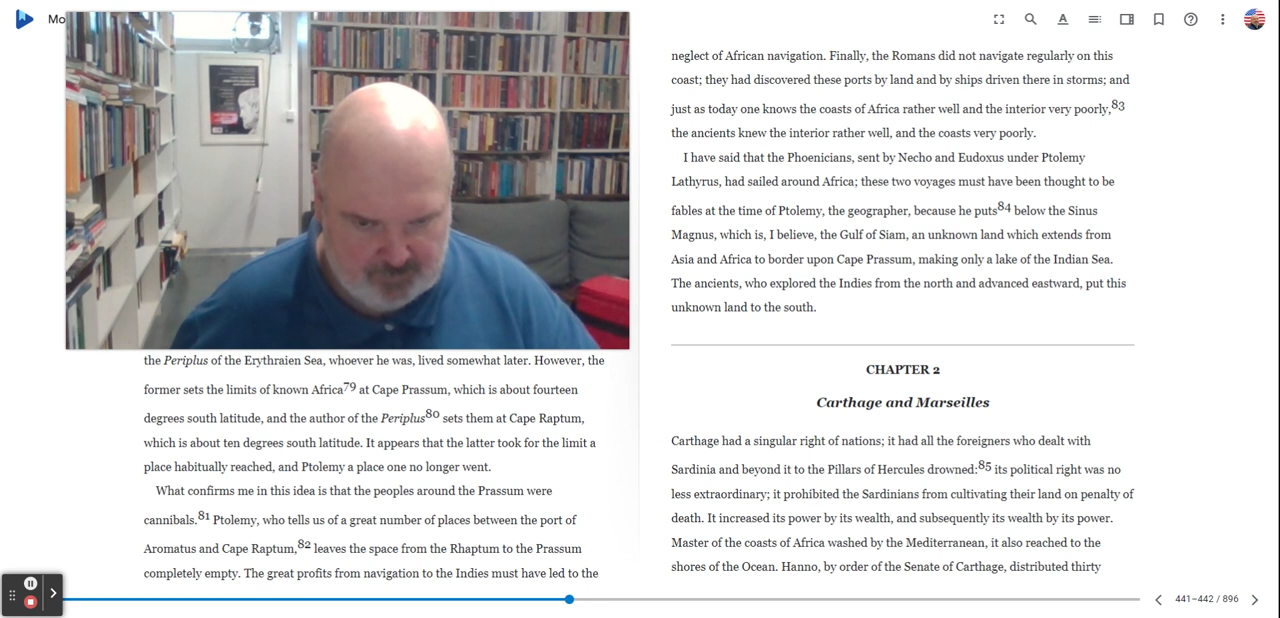 Mo
the Periplus of the Erythraien Sea, whoever he was, lived somewhat later. However, the
former sets the limits of known Africa79 at Cape Prassum, which is about fourteen
degrees south latitude, and the author of the Periplus80 sets them at Cape Raptum,
which is about ten degrees south latitude. It appears that the latter took for the limit a
place habitually reached, and Ptolemy a place one no longer went.
What confirms me in this idea is that the peoples around the Prassum were
cannibals.81 Ptolemy, who tells us of a great number of places between the port of
Aromatus and Cape Raptum,82 leaves the space from the Rhaptum to the Prassum
completely empty. The great profits from navigation to the Indies must have led to the
neglect of African navigation. Finally, the Romans did not navigate regularly on this
coast; they had discovered these ports by land and by ships driven there in storms; and
just as today one knows the coasts of Africa rather well and the interior very poorly,83
the ancients knew the interior rather well, and the coasts very poorly.
I have said that the Phoenicians, sent by Necho and Eudoxus under Ptolemy
Lathyrus, had sailed around Africa; these two voyages must have been thought to be
fables at the time of Ptolemy, the geographer, because he puts84 below the Sinus
Magnus, which is, I believe, the Gulf of Siam, an unknown land which extends from
Asia and Africa to border upon Cape Prassum, making only a lake of the Indian Sea.
The ancients, who explored the Indies from the north and advanced eastward, put this
unknown land to the south.
CHAPTER 2
Carthage and Marseilles
Carthage had a singular right of nations; it had all the foreigners who dealt with
Sardinia and beyond it to the Pillars of Hercules drowned:85 its political right was no
less extraordinary; it prohibited the Sardinians from cultivating their land on penalty of
death. It increased its power by its wealth, and subsequently its wealth by its power.
Master of the coasts of Africa washed by the Mediterranean, it also reached to the
shores of the Ocean. Hanno, by order of the Senate of Carthage, distributed thirty
441–442 / 896